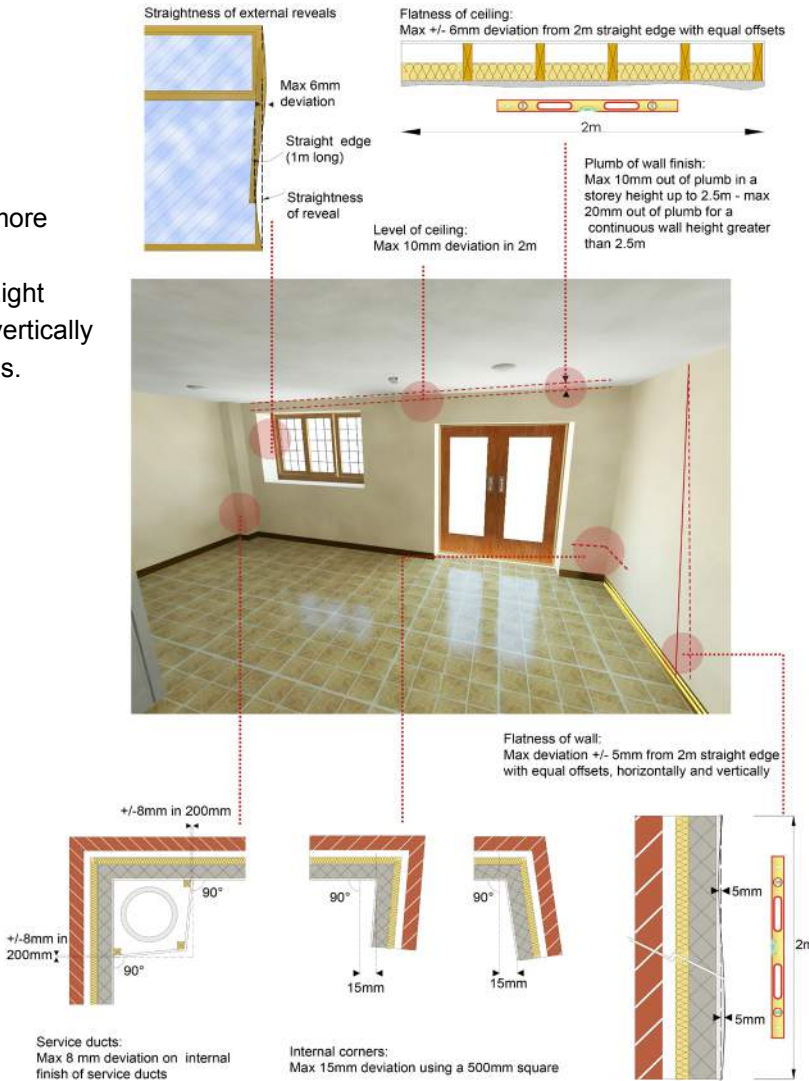 Straightness of external reveals
Max 6mm
deviation
Straight edge
(1m long)
Straightness
of reveal
Flatness of ceiling:
Max +/- 6mm deviation from 2m straight edge with equal offsets
2m
Plumb of wall finish:
Max 10mm out of plumb in a
storey height up to 2.5m - max
20mm out of plumb for a
continuous wall height greater
than 2.5m
Level of ceiling:
Max 10mm deviation in 2m
more
ight
vertically
s.
Flatness of wall:
Max deviation +/- 5mm from 2m straight edge
with equal offsets, horizontally and vertically
+/-8mm in 200mm
90°
+/-8mm in
200mm
90°
Service ducts:
Max 8 mm deviation on internal
finish of service ducts
90°
15mm
90°
15mm
Internal corners:
Max 15mm deviation using a 500mm square
5mm
2m
5mm